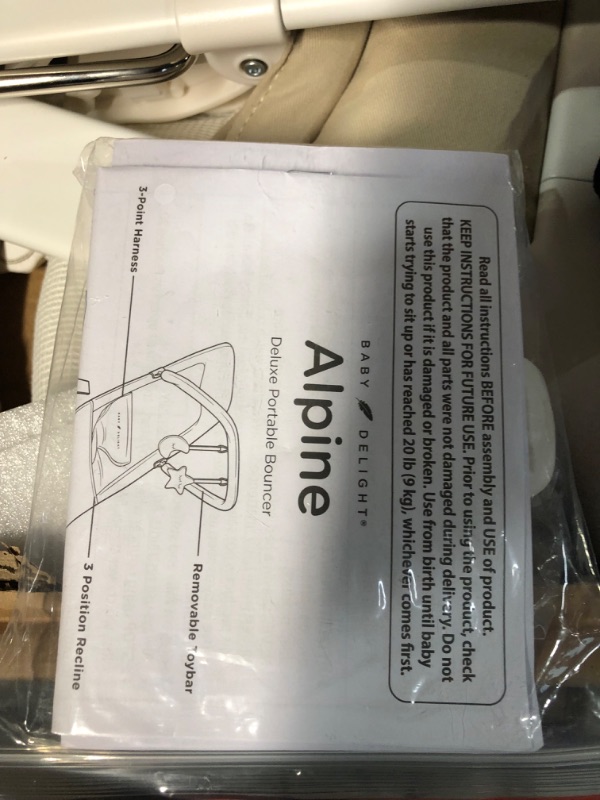 Read all instructions BEFORE assembly and USE of product.
KEEP INSTRUCTIONS FOR FUTURE USE. Prior to using the product, check
that the product and all parts were not damaged during delivery. Do not
use this product if it is damaged or broken. Use from birth until baby
starts trying to sit up or has reached 20 lb (9 kg), whichever comes first.
BABY DELIGHT®
Alpine
Deluxe Portable Bouncer
3-Point Harness
Removable Toybar
3 Position Recline